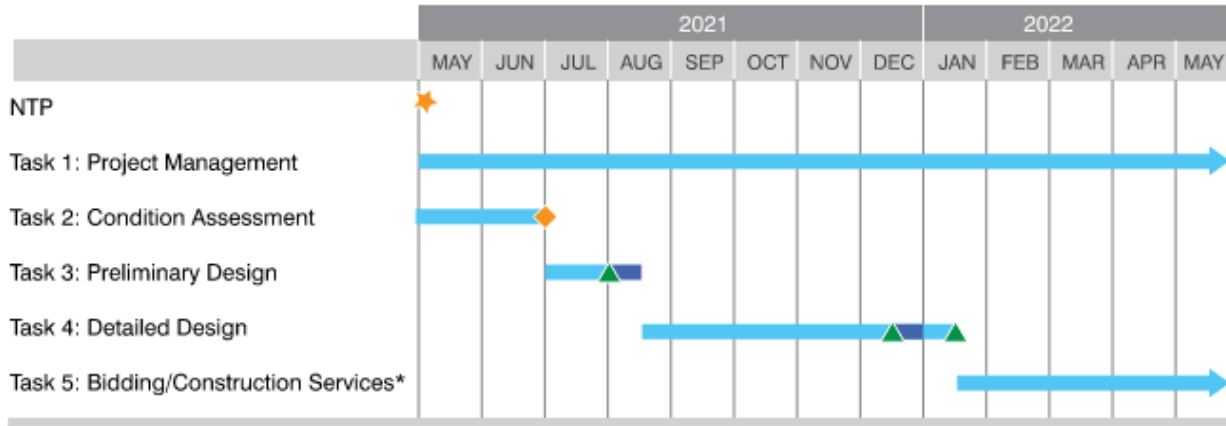 2021 2022
MAY JUN JUL AUG SEP OCT NOV DEC JAN FEB MAR APR MAY
NTP
Task 1: Project Management
Task 2: Condition Assessment
Task 3: Preliminary Design
Task 4: Detailed Design
Task 5: Bidding/Construction Services*